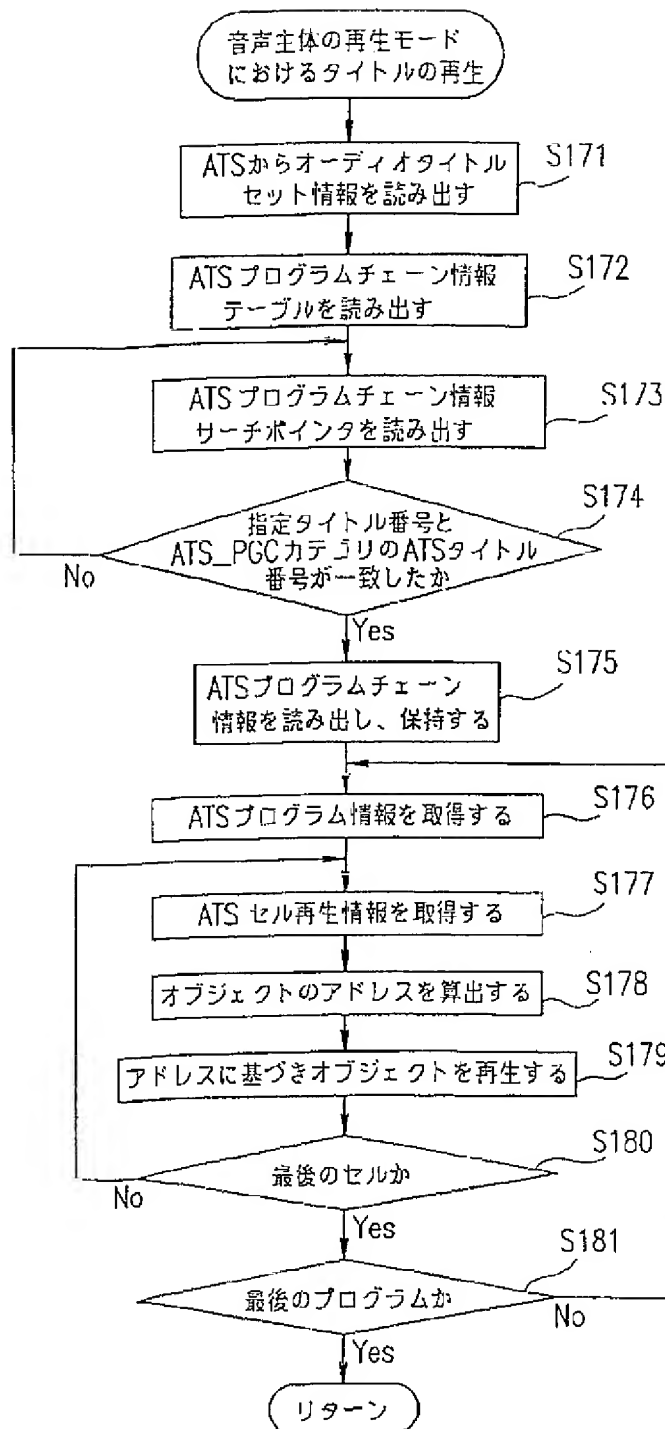 音声主体の再生モード
におけるタイトルの再生
S171
ATSからオーディオタイトル
セット情報を読み出す
S172
ATSプログラムチェーン情報
テーブルを読み出す
S173
ATSプログラムチェーン情報
サーチポインタを読み出す
S174
指定タイトル番号と
ATS_PGCカテゴリのATSタイトル
番号が一致したか
No
Yes
S175
ATSプログラムチェーン
情報を読み出し、保持する
S176
ATSプログラム情報を取得する
S177
ATS セル再生情報を取得する
S178
オブジェクトのアドレスを算出する
S179
アドレスに基づきオブジェクトを再生する
S180
最後のセルか
No
Yes
S181
最後のプログラムか
No
Yes
リターン